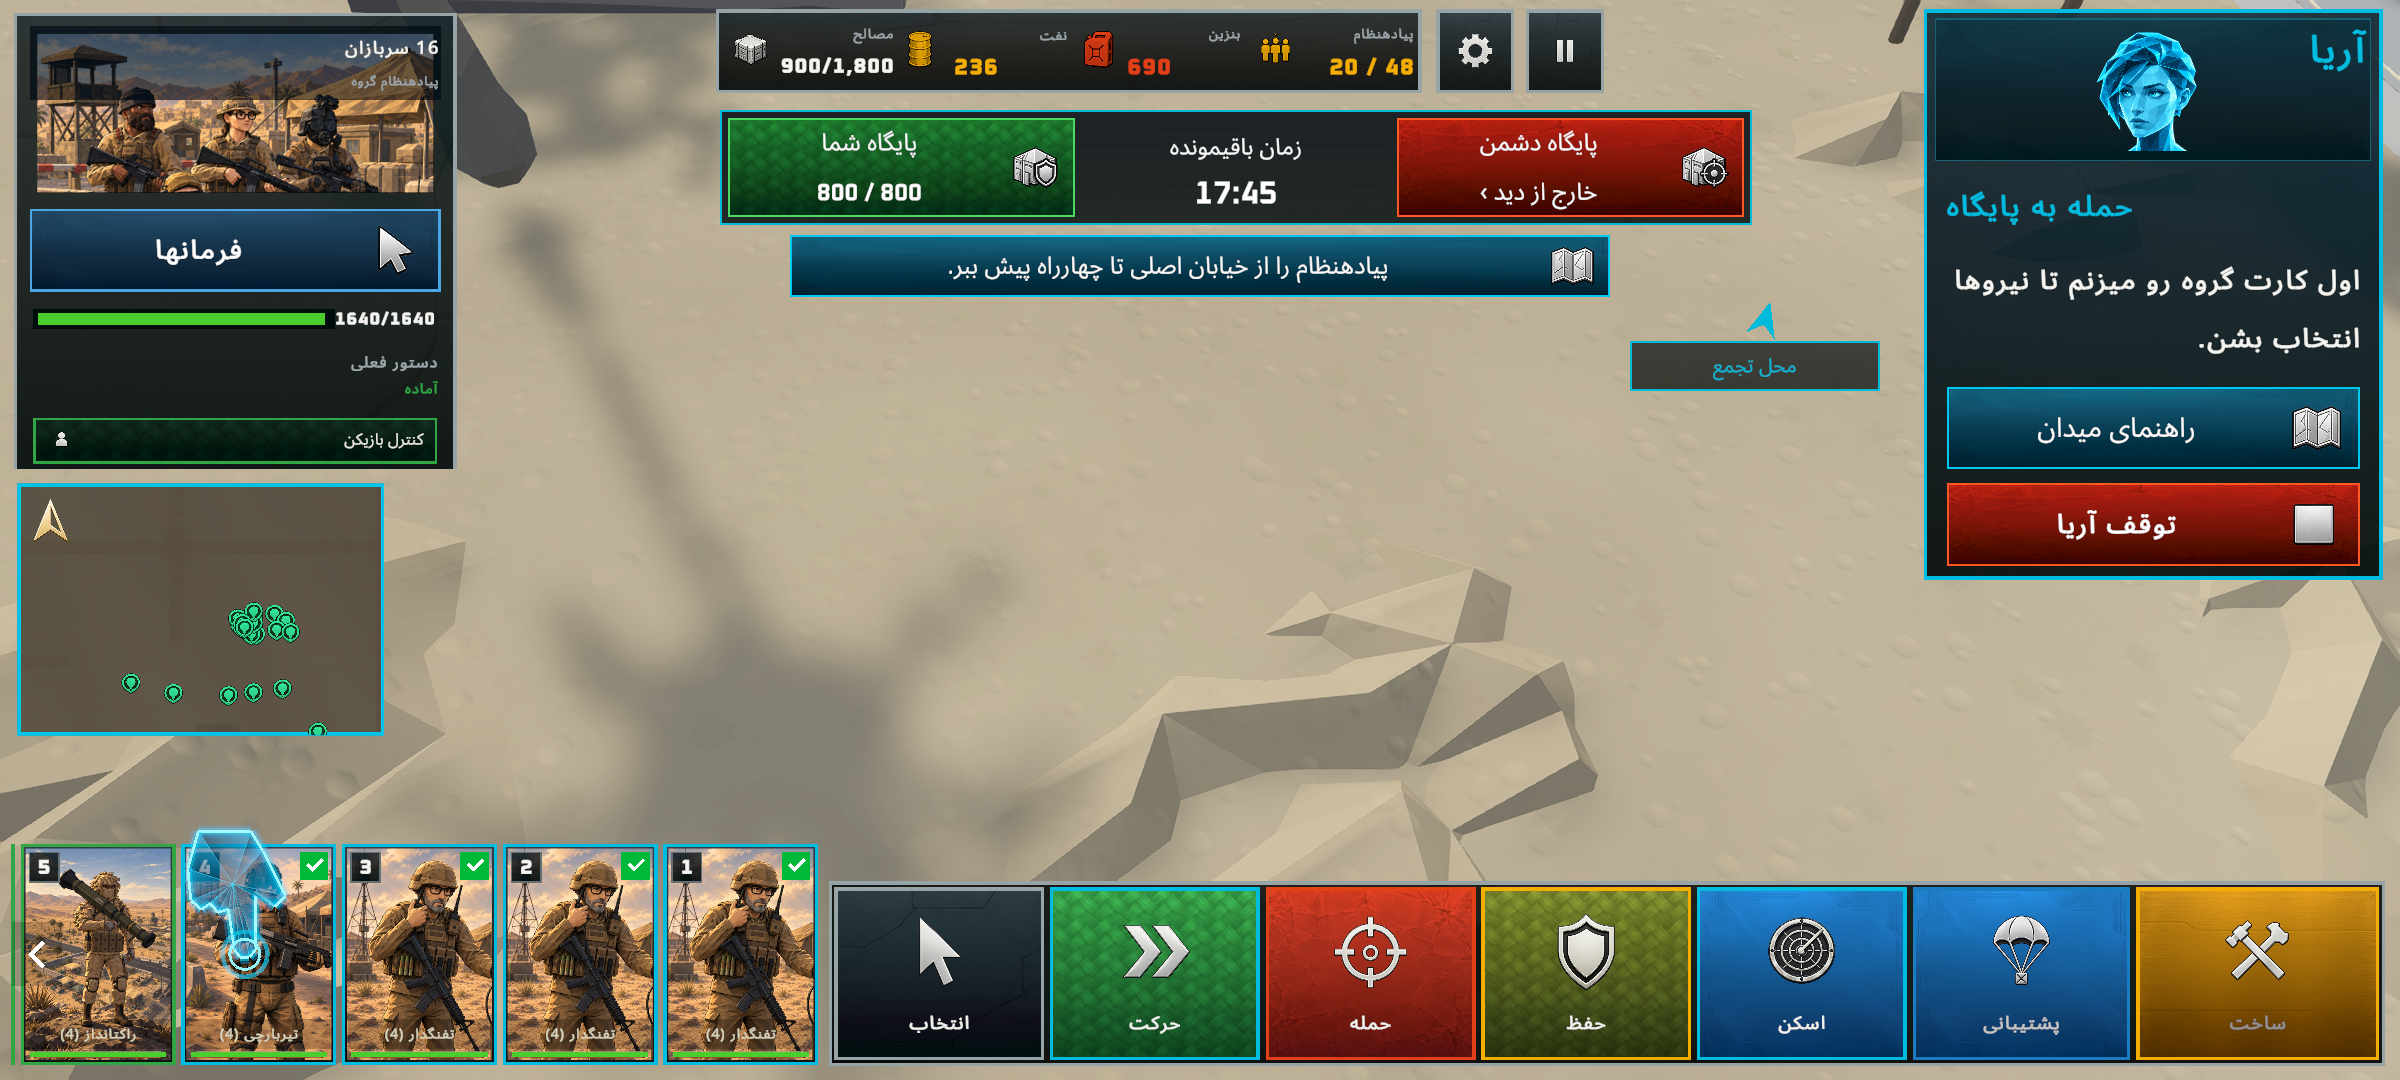 16 سربازان
پیادهنظام گروه
فرمانها
1640/1640
دستور فعلی
آماده
کنترل بازیکن
مصالح
900/1,800
نفت
236
بنزین
690
پیادهنظام
20 / 48
پایگاه شما
800 / 800
زمان باقیمونده
17:45
پایگاه دشمن
خارج از دید ›
پیادهنظام را از خیابان اصلی تا چهارراه پیش ببر.
محل تجمع
آریا
حمله به پایگاه
اول کارت گروه رو میزنم تا نیروها
انتخاب بشن.
راهنمای میدان
توقف آریا
5
راکتانداز (4)
4
تیربارچی (4)
3
تفنگدار (4)
2
تفنگدار (4)
1
تفنگدار (4)
انتخاب
حرکت
حمله
حفظ
اسکن
پشتیبانی
ساخت